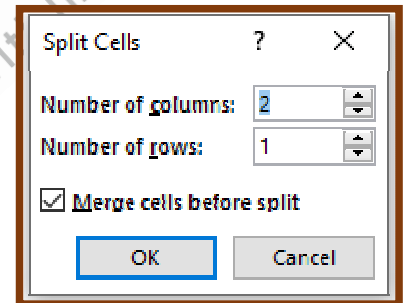 Split Cells ? ×
Number of columns: 2
Number of rows: 1
Merge cells before split
OK Cancel